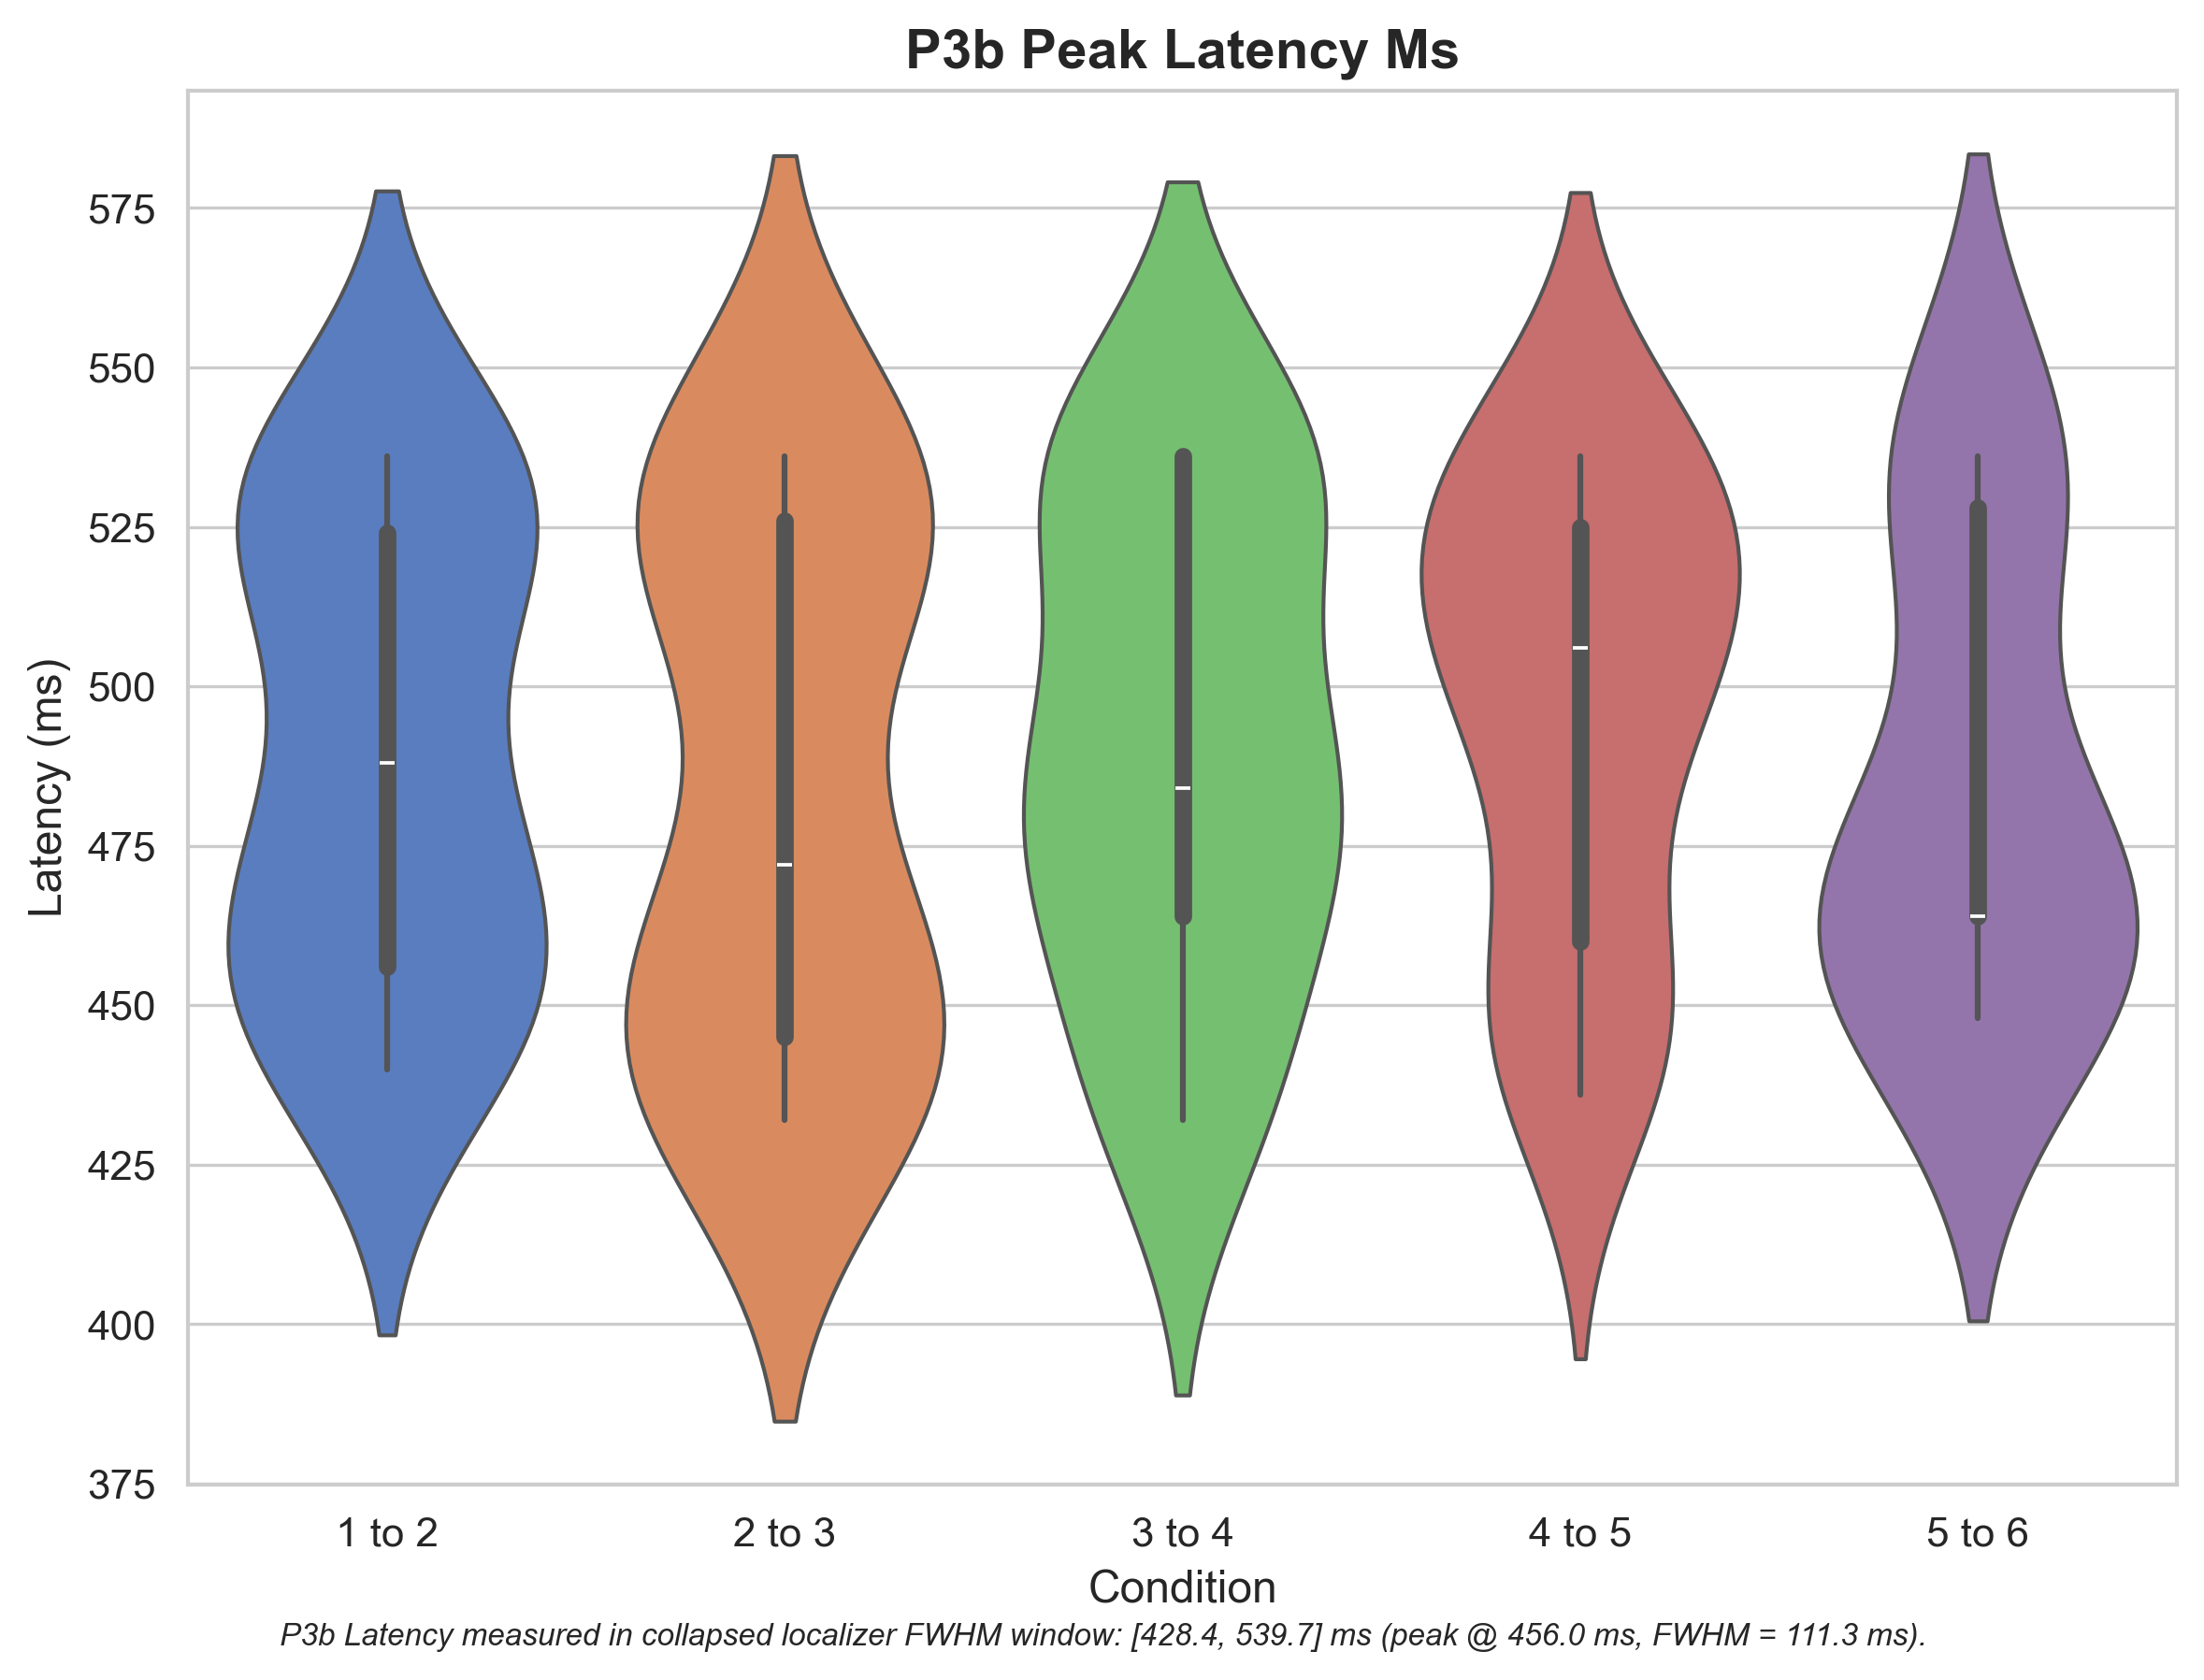 P3b Peak Latency Ms
Latency (ms)
575
550
525
500
475
450
425
400
375
1 to 2
2 to 3
3 to 4
4 to 5
5 to 6
Condition
P3b Latency measured in collapsed localizer FWHM window: [428.4, 539.7] ms (peak @ 456.0 ms, FWHM = 111.3 ms).